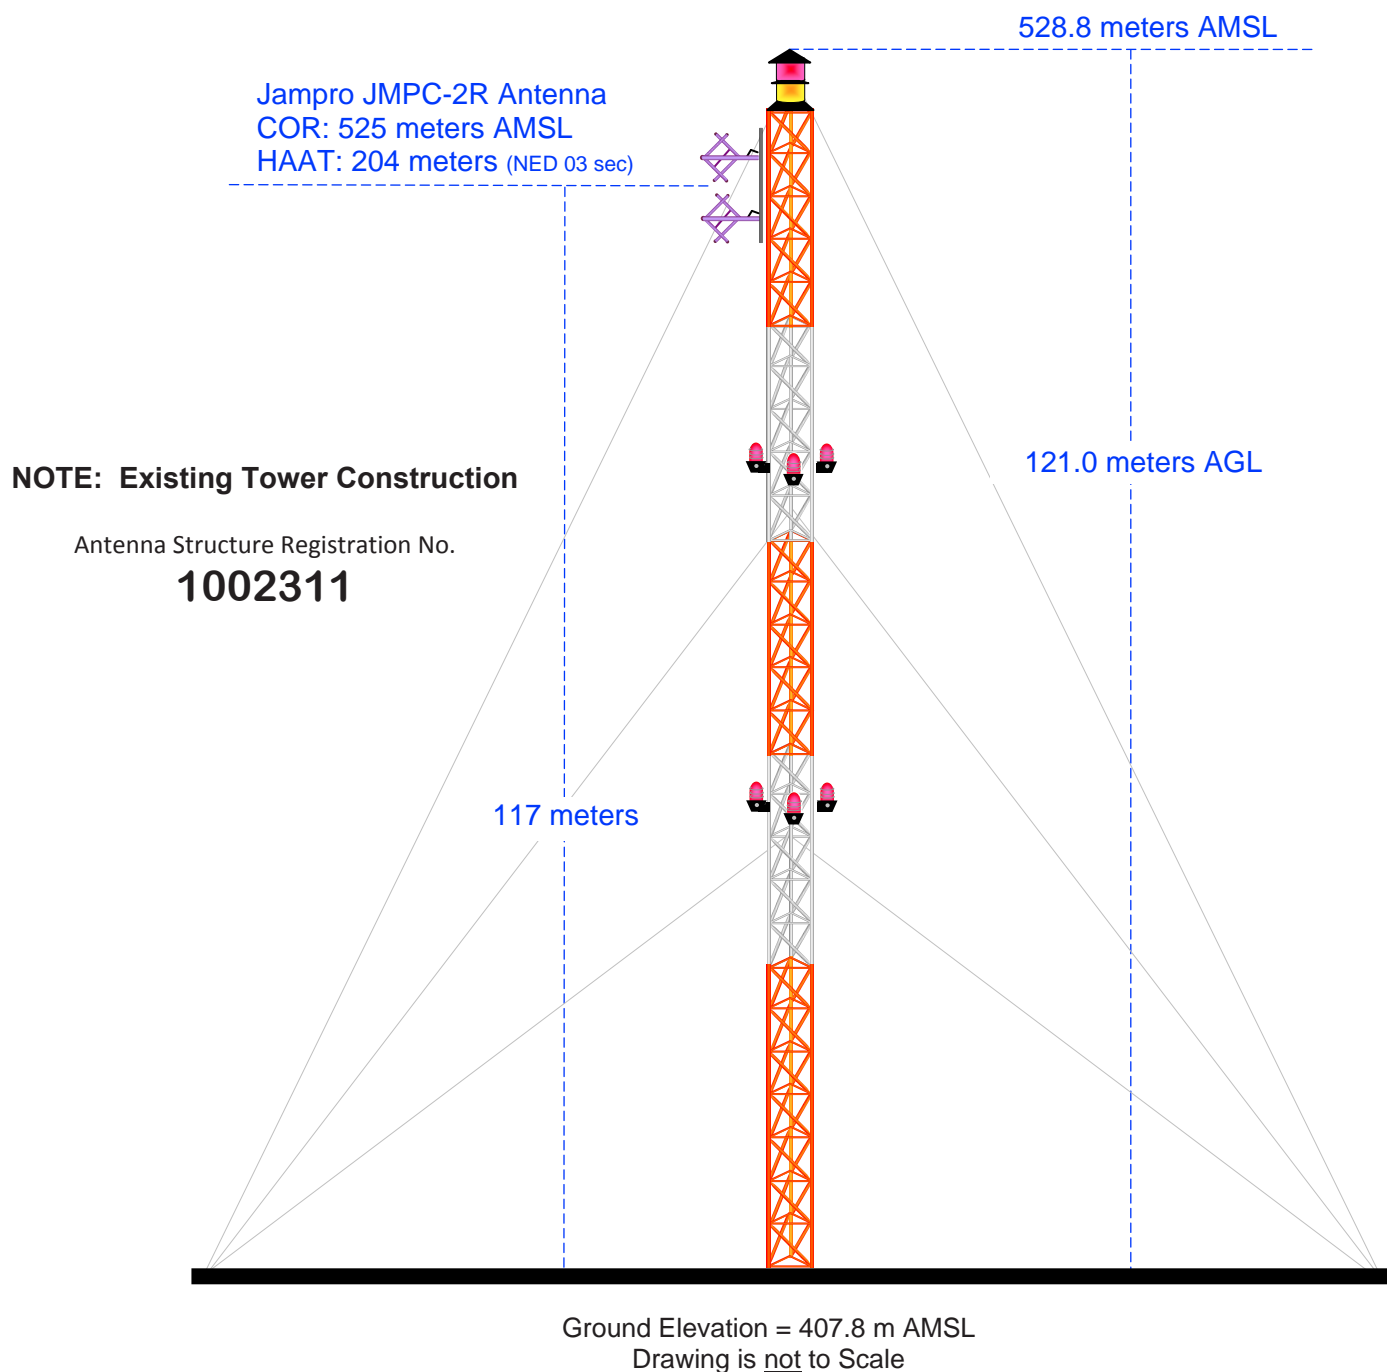 528.8 meters AMSL
Jampro JMPC-2R Antenna
COR: 525 meters AMSL
HAAT: 204 meters (NED 03 sec)
121.0 meters AGL
NOTE:  Existing Tower Construction
Antenna Structure Registration No.
1002311
117 meters
Ground Elevation = 407.8 m AMSL
Drawing is not to Scale